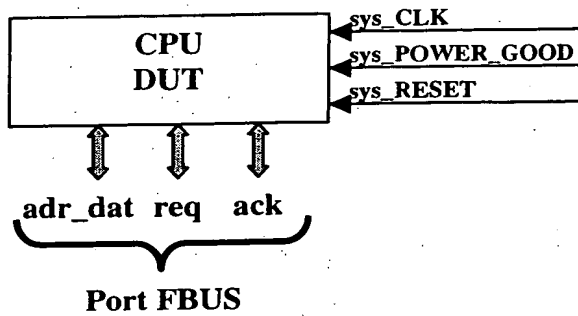 CPU
DUT
sys_CLK
sys_POWER_GOOD
sys_RESET
adr_dat req ack
Port FBUS